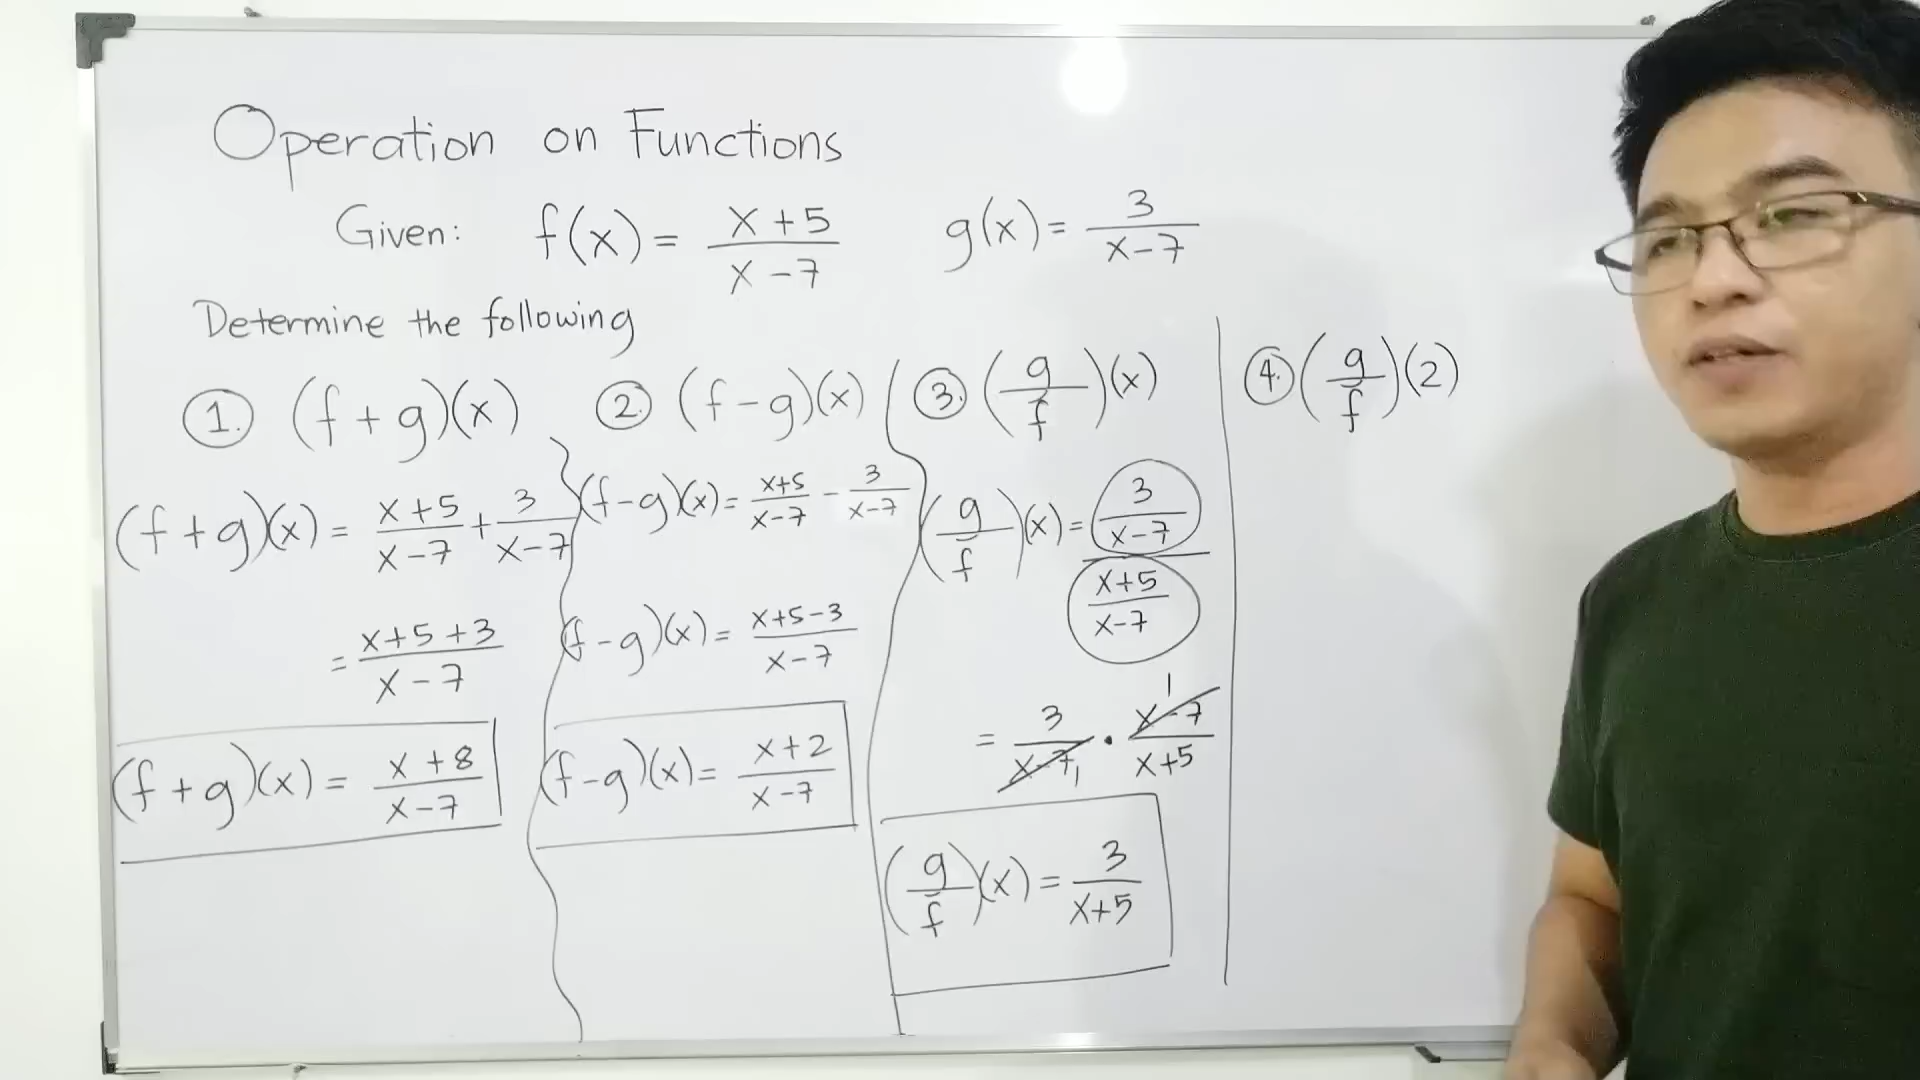 Operation on Functions
Given: f(x) = (x+5)/(x-7) g(x) = 3/(x-7)
Determine the following
1. (f+g)(x)
(f+g)(x) = (x+5)/(x-7) + 3/(x-7)
= (x+5+3)/(x-7)
(f+g)(x) = (x+8)/(x-7)
2. (f-g)(x)
(f-g)(x) = (x+5)/(x-7) - 3/(x-7)
(f-g)(x) = (x+5-3)/(x-7)
(f-g)(x) = (x+2)/(x-7)
3. (g/f)(x)
(g/f)(x) = (3/(x-7))/((x+5)/(x-7))
= 3/(x-7) 1 · 1 (x-7)/(x+5)
(g/f)(x) = 3/(x+5)
4. (g/f)(2)